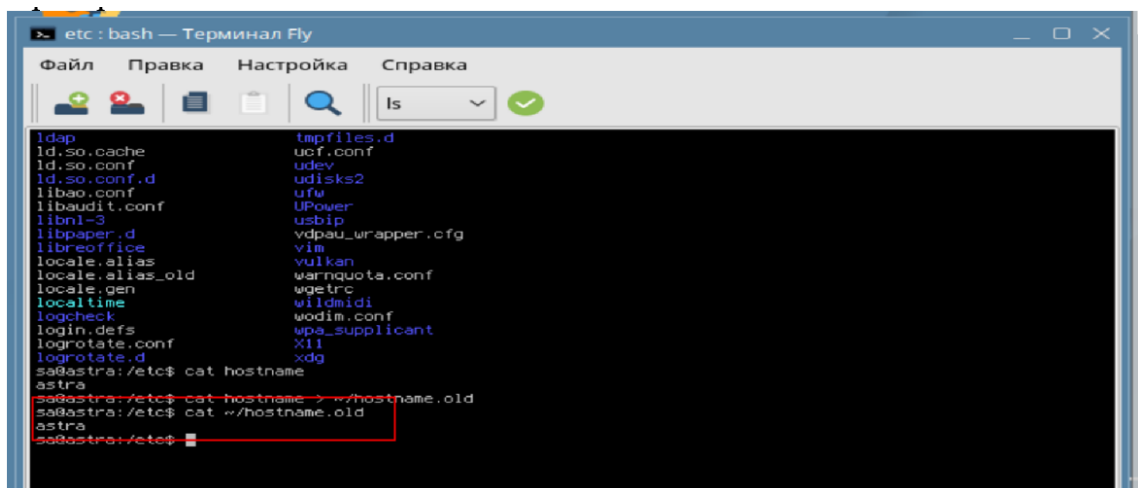 etc : bash — Терминал Fly
Файл Правка Настройка Справка
ls
ldap tmpfiles.d
ld.so.cache ucf.conf
ld.so.conf udev
ld.so.conf.d udisks2
libao.conf ufw
libaudit.conf UPower
libnl-3 usbip
libpaper.d vdpau_wrapper.cfg
libreoffice vim
locale.alias vulkan
locale.alias_old warnquota.conf
locale.gen wgetrc
localtime wildmidi
logcheck wodim.conf
login.defs wpa_supplicant
logrotate.conf X11
logrotate.d xdg
sa@astra:/etc$ cat hostname
astra
sa@astra:/etc$ cat hostname > ~/hostname.old
sa@astra:/etc$ cat ~/hostname.old
astra
sa@astra:/etc$